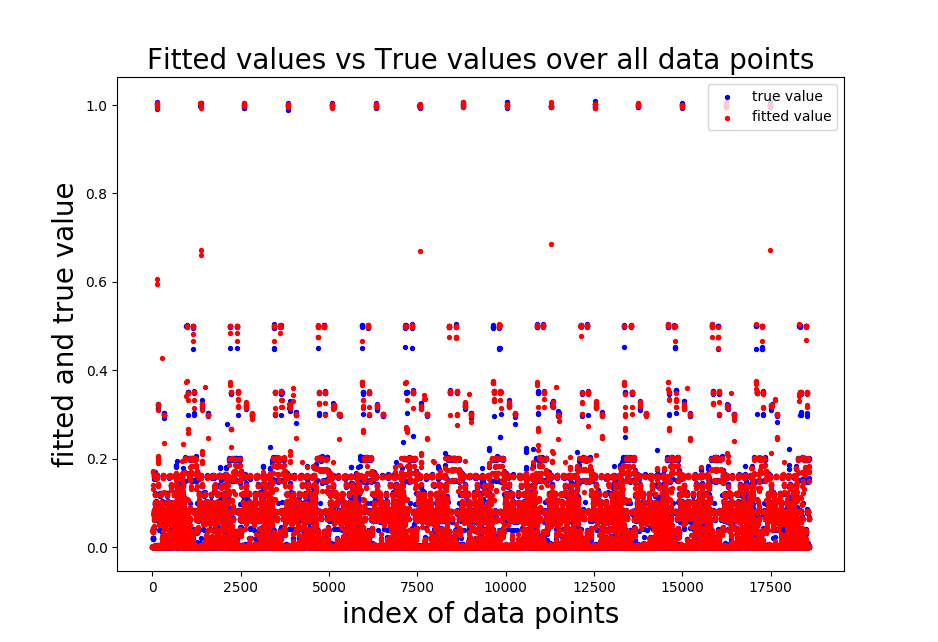 Fitted values vs True values over all data points
true value
fitted value
fitted and true value
1.0
0.8
0.6
0.4
0.2
0.0
0
2500
5000
7500
10000
12500
15000
17500
index of data points